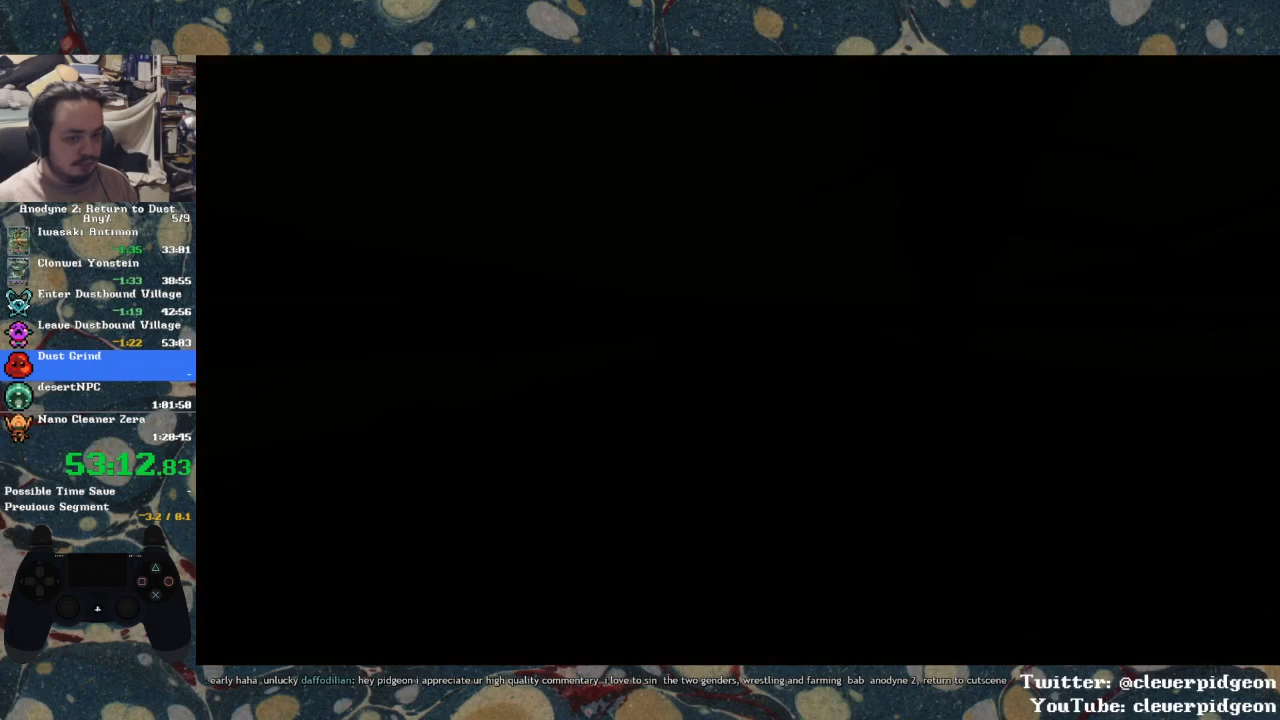 Anodyne 2: Return to Dust
Any% 5/9
Iwasaki Antimon
-1:35 33:01
Clonwei Yonstein
-1:33 38:55
Enter Dustbound Village
-1:19 42:56
Leave Dustbound Village
-1:22 53:03
Dust Grind
-
desertNPC
1:01:50
Nano Cleaner Zera
1:28:45
53:12.83
Possible Time Save -
Previous Segment
-3.2 / 0.1
early haha unlucky daffodilian: hey pidgeon i appreciate ur high quality commentary i love to sin the two genders, wrestling and farming bab anodyne 2, return to cutscene
Twitter: @cleverpidgeon
YouTube: cleverpidgeon